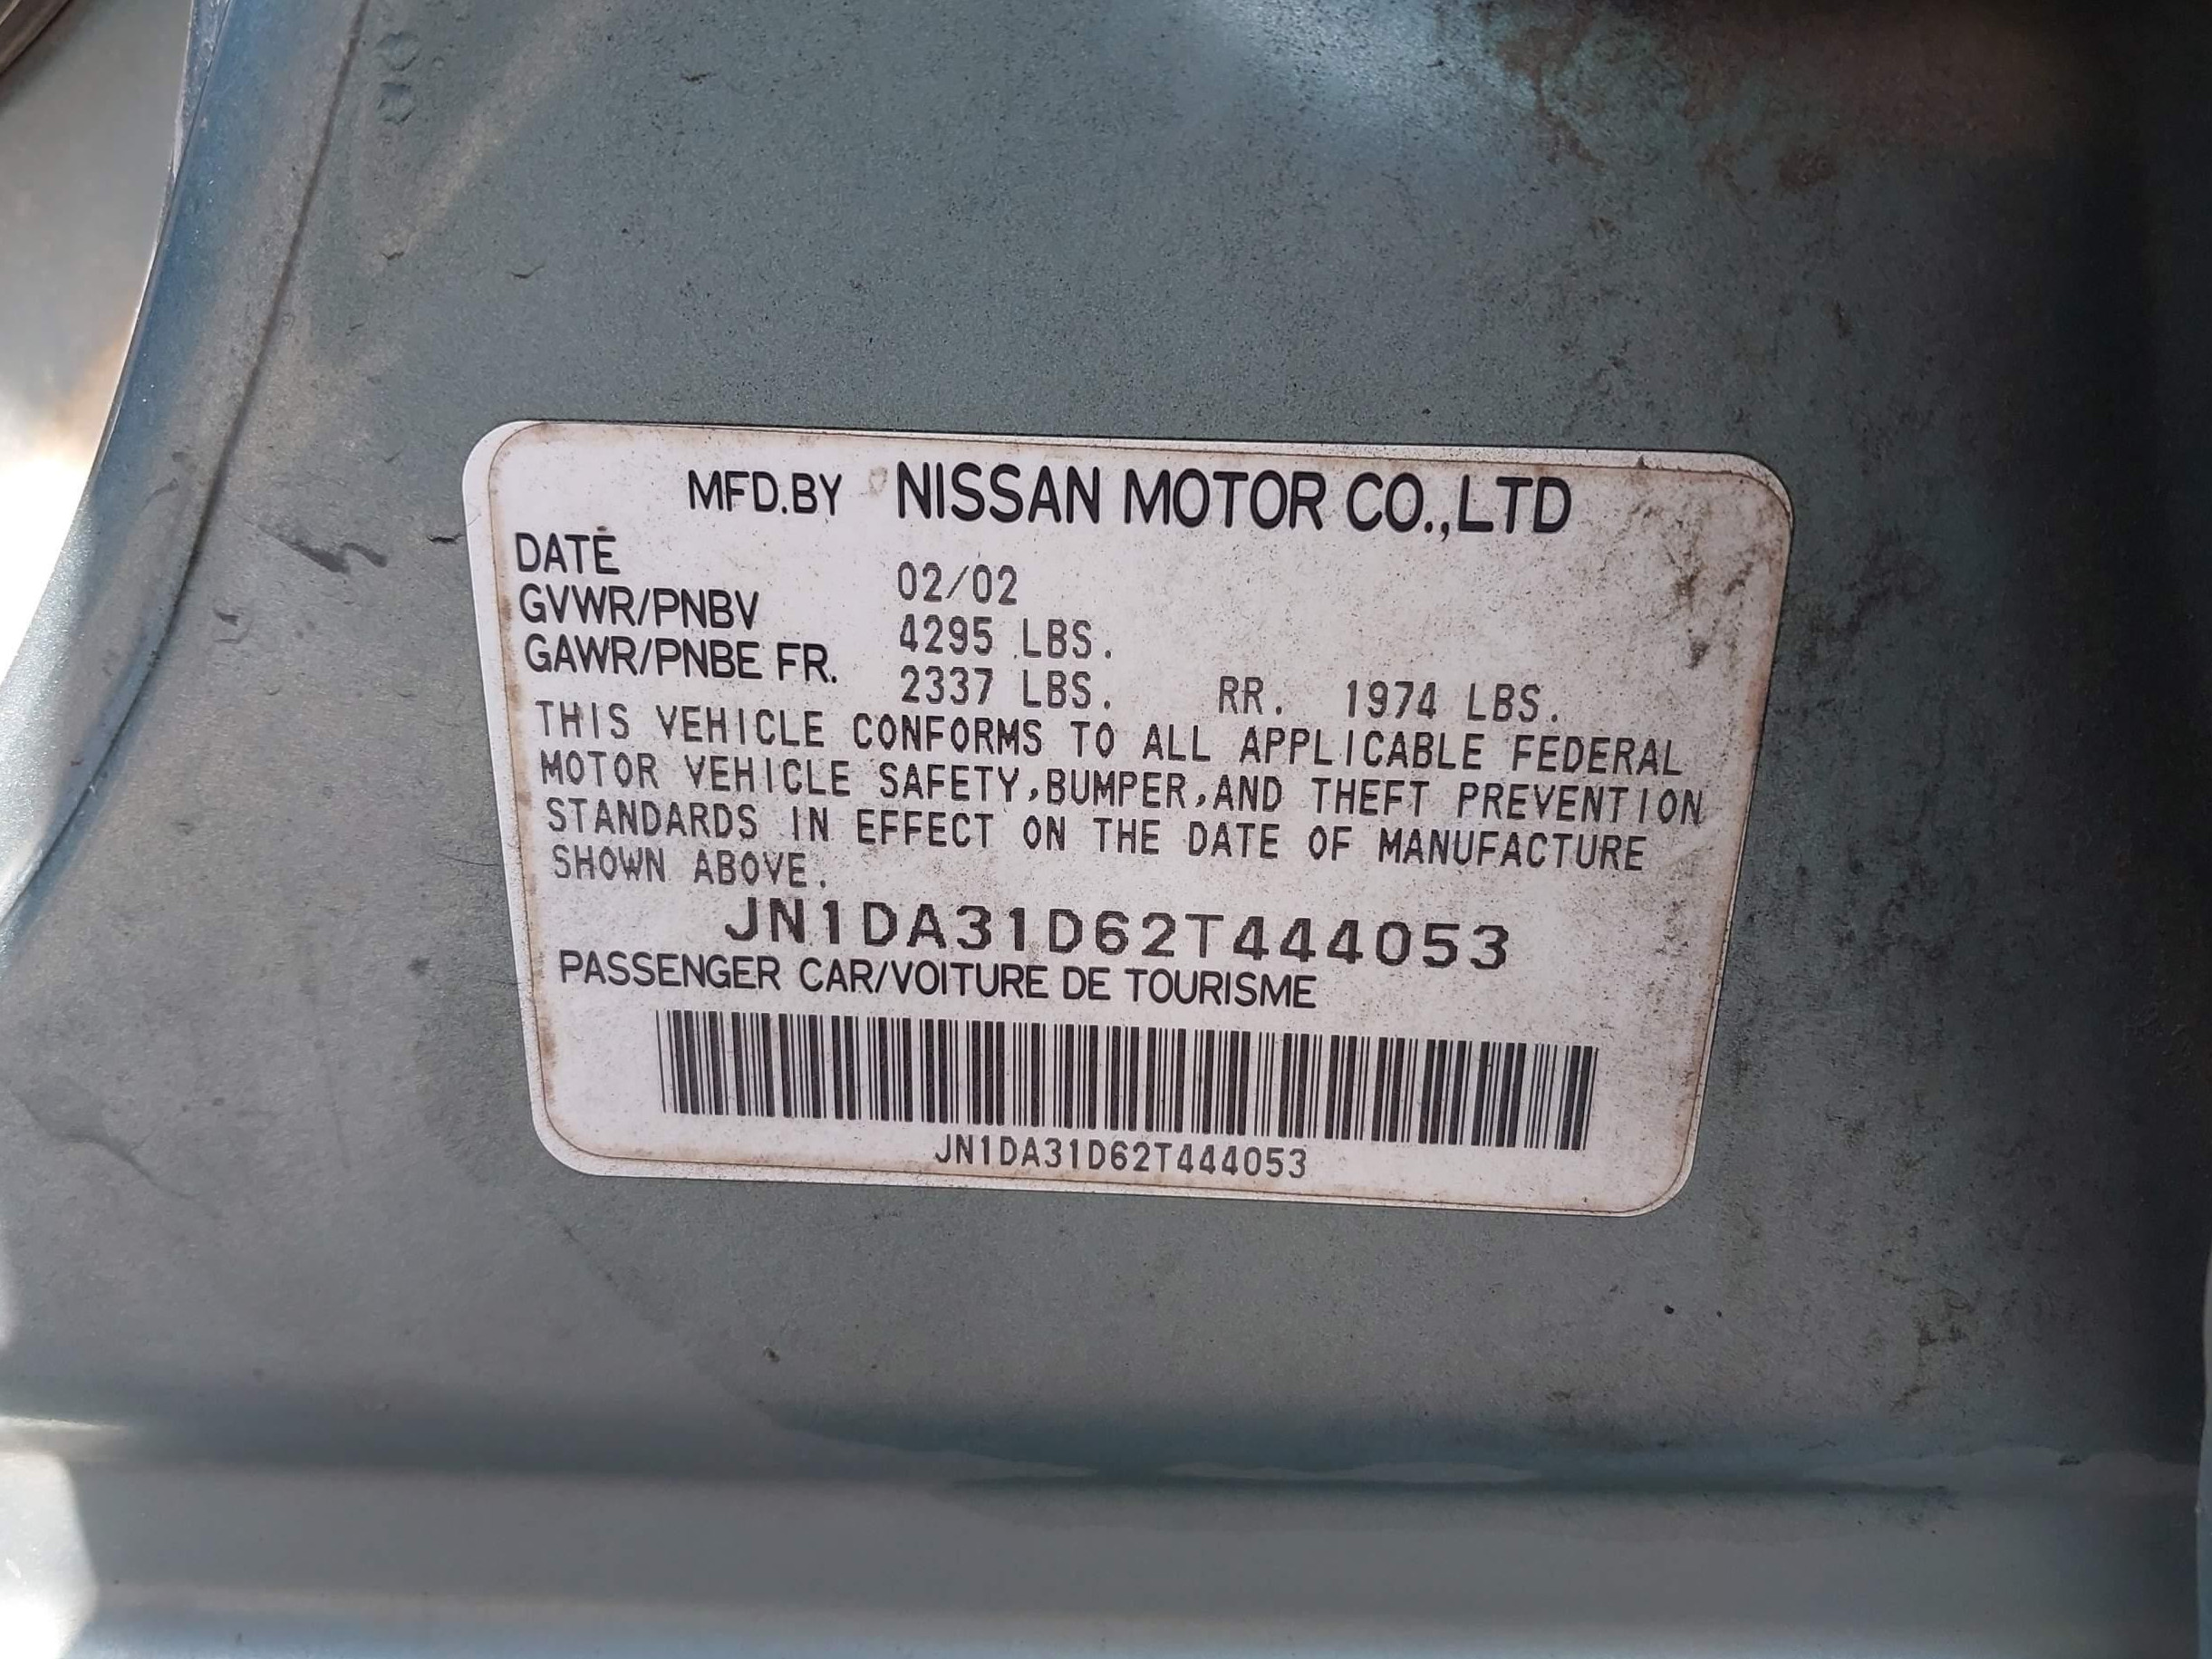 MFD.BY NISSAN MOTOR CO.,LTD
DATE 02/02
GVWR/PNBV 4295 LBS.
GAWR/PNBE FR. 2337 LBS. RR. 1974 LBS.
THIS VEHICLE CONFORMS TO ALL APPLICABLE FEDERAL
MOTOR VEHICLE SAFETY,BUMPER,AND THEFT PREVENTION
STANDARDS IN EFFECT ON THE DATE OF MANUFACTURE
SHOWN ABOVE.
JN1DA31D62T444053
PASSENGER CAR/VOITURE DE TOURISME
JN1DA31D62T444053